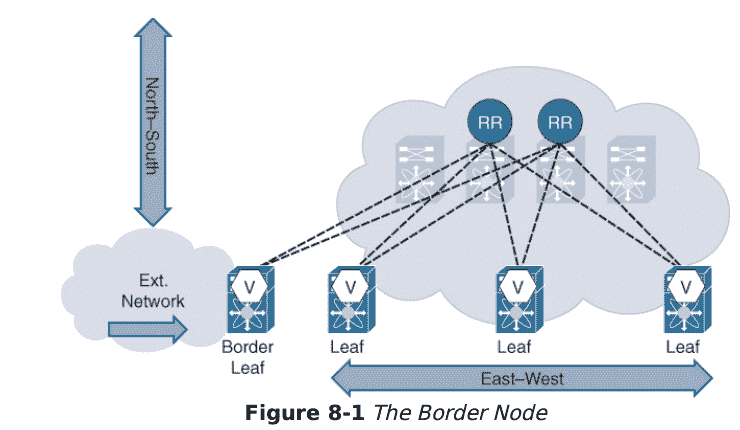 North–South
RR
RR
Ext.
Network
V
V
V
V
Border
Leaf
Leaf
Leaf
Leaf
East–West
Figure 8-1 The Border Node